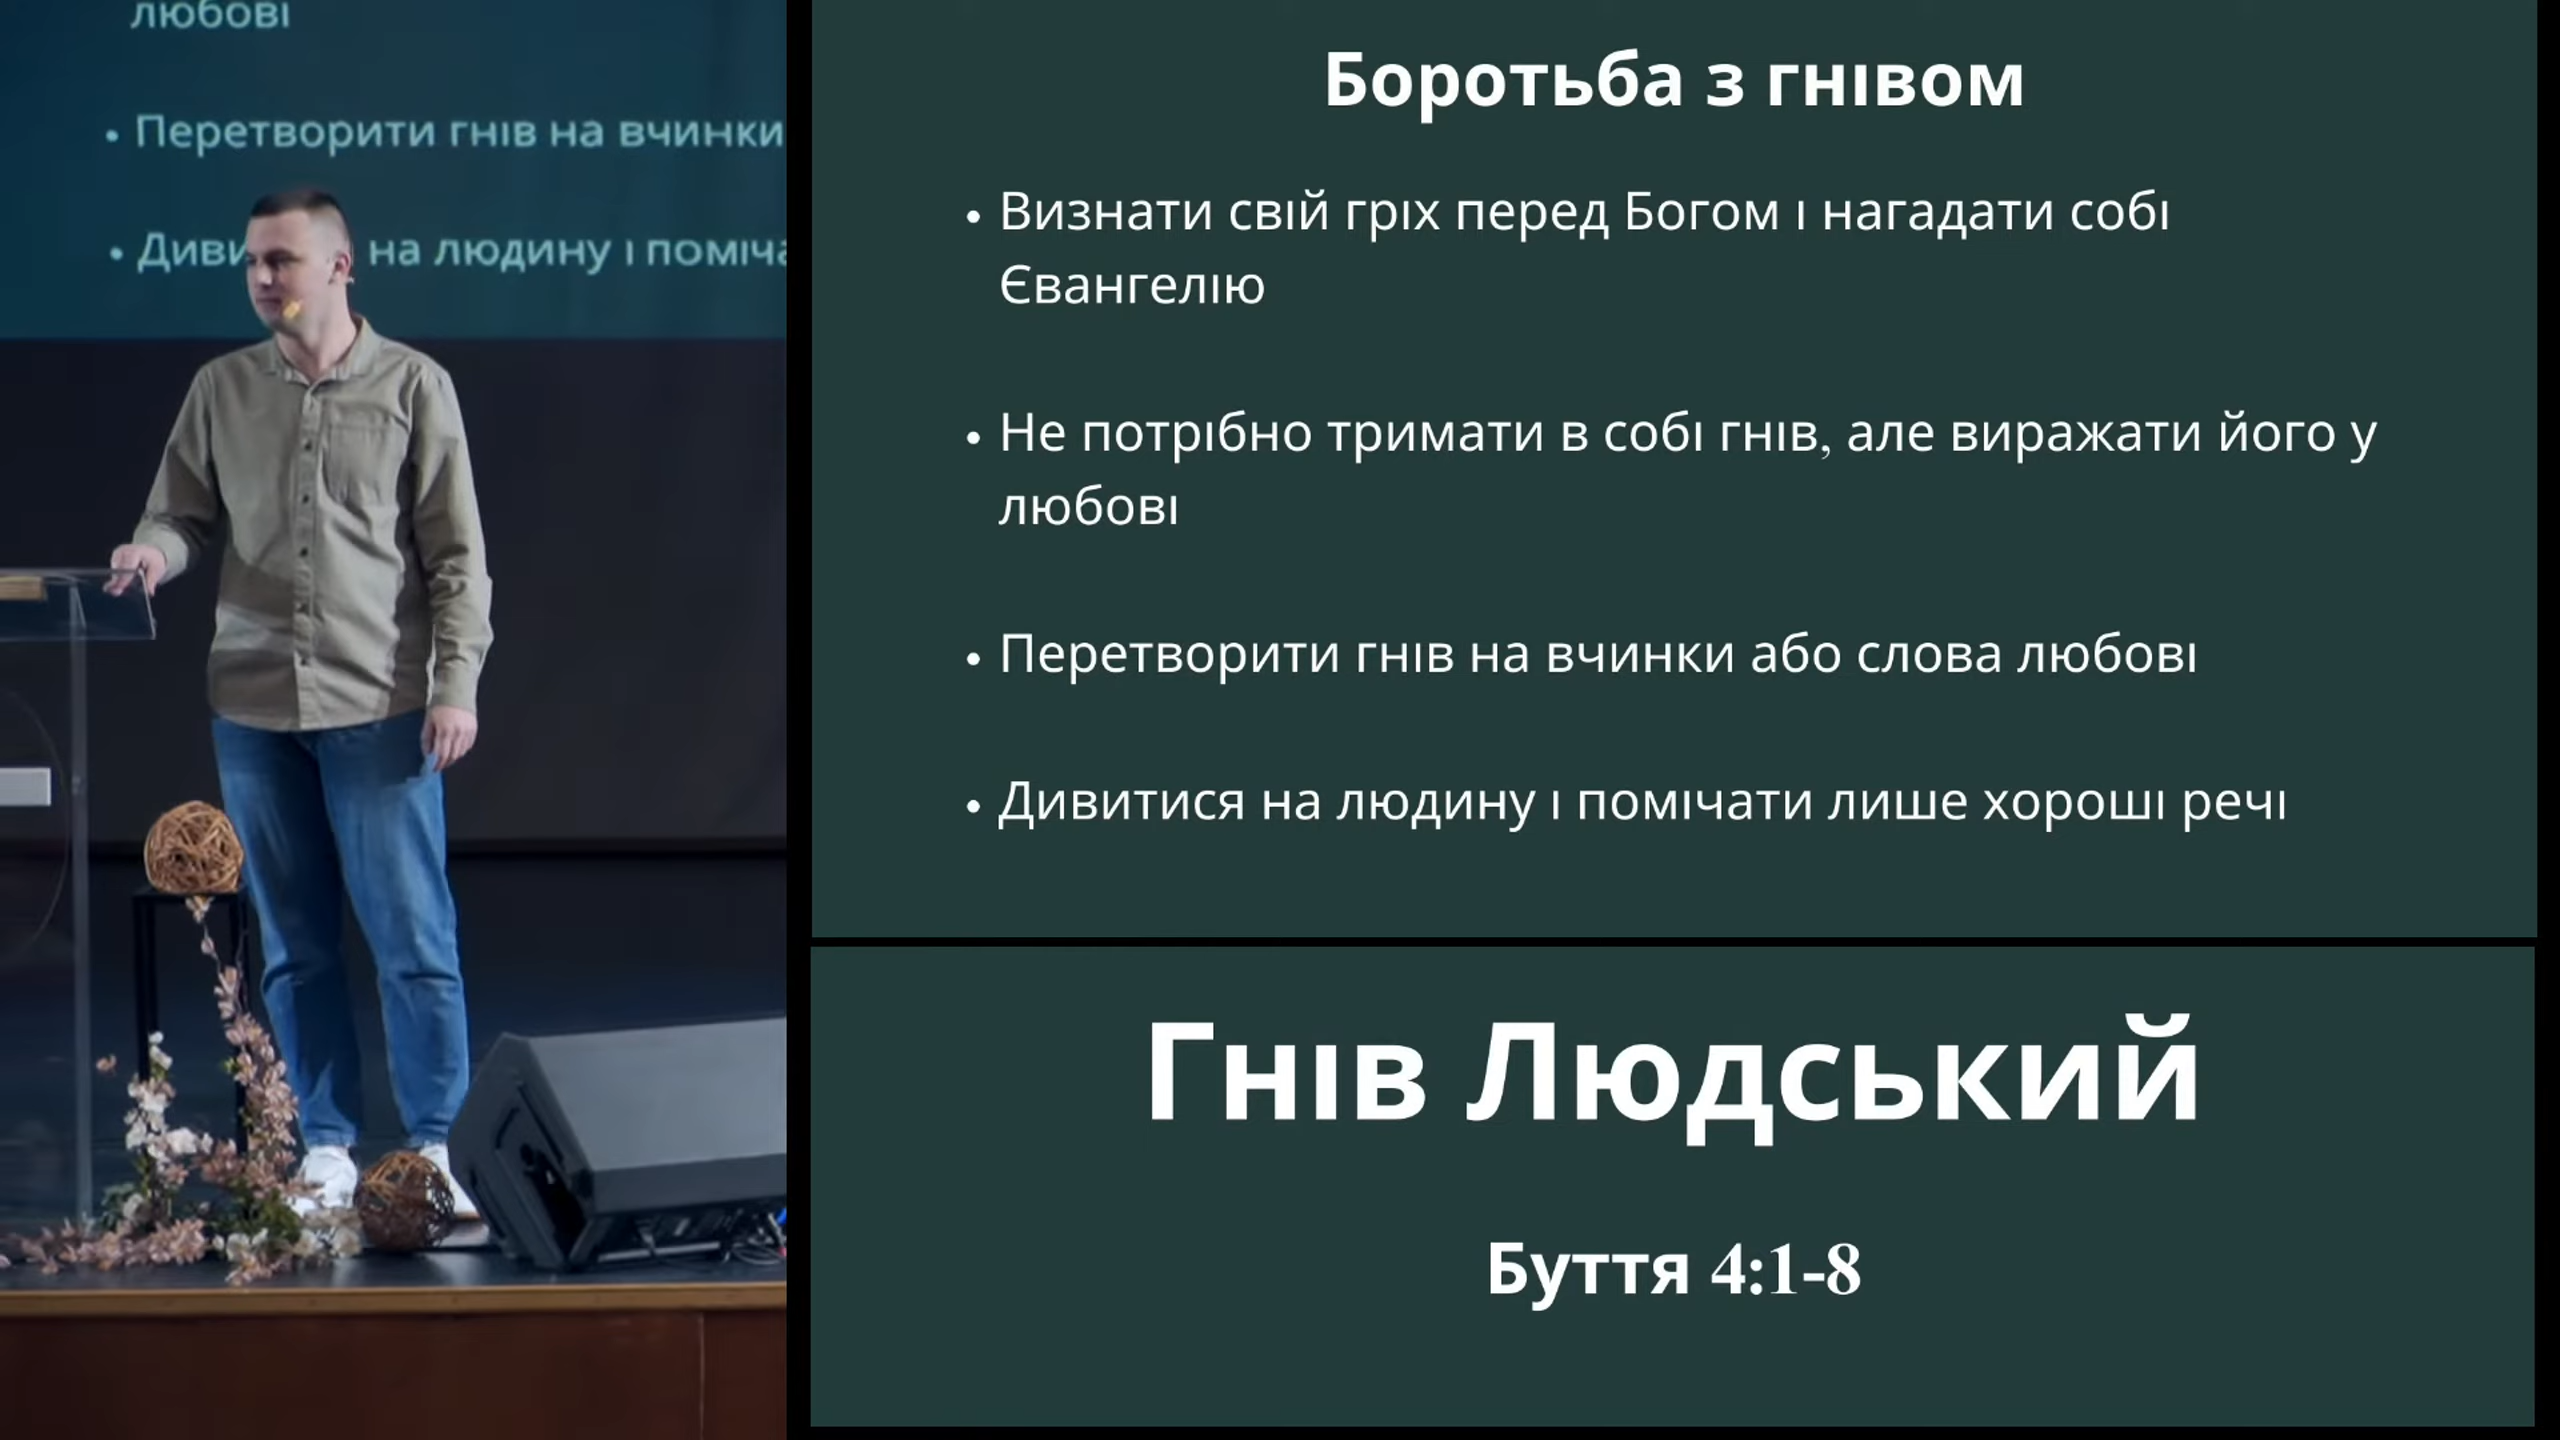 любові
• Перетворити гнів на вчинки
• Диви на людину і поміча
Боротьба з гнівом
• Визнати свій гріх перед Богом і нагадати собі
Євангелію
• Не потрібно тримати в собі гнів, але виражати його у
любові
• Перетворити гнів на вчинки або слова любові
• Дивитися на людину і помічати лише хороші речі
Гнів Людський
Буття 4:1-8